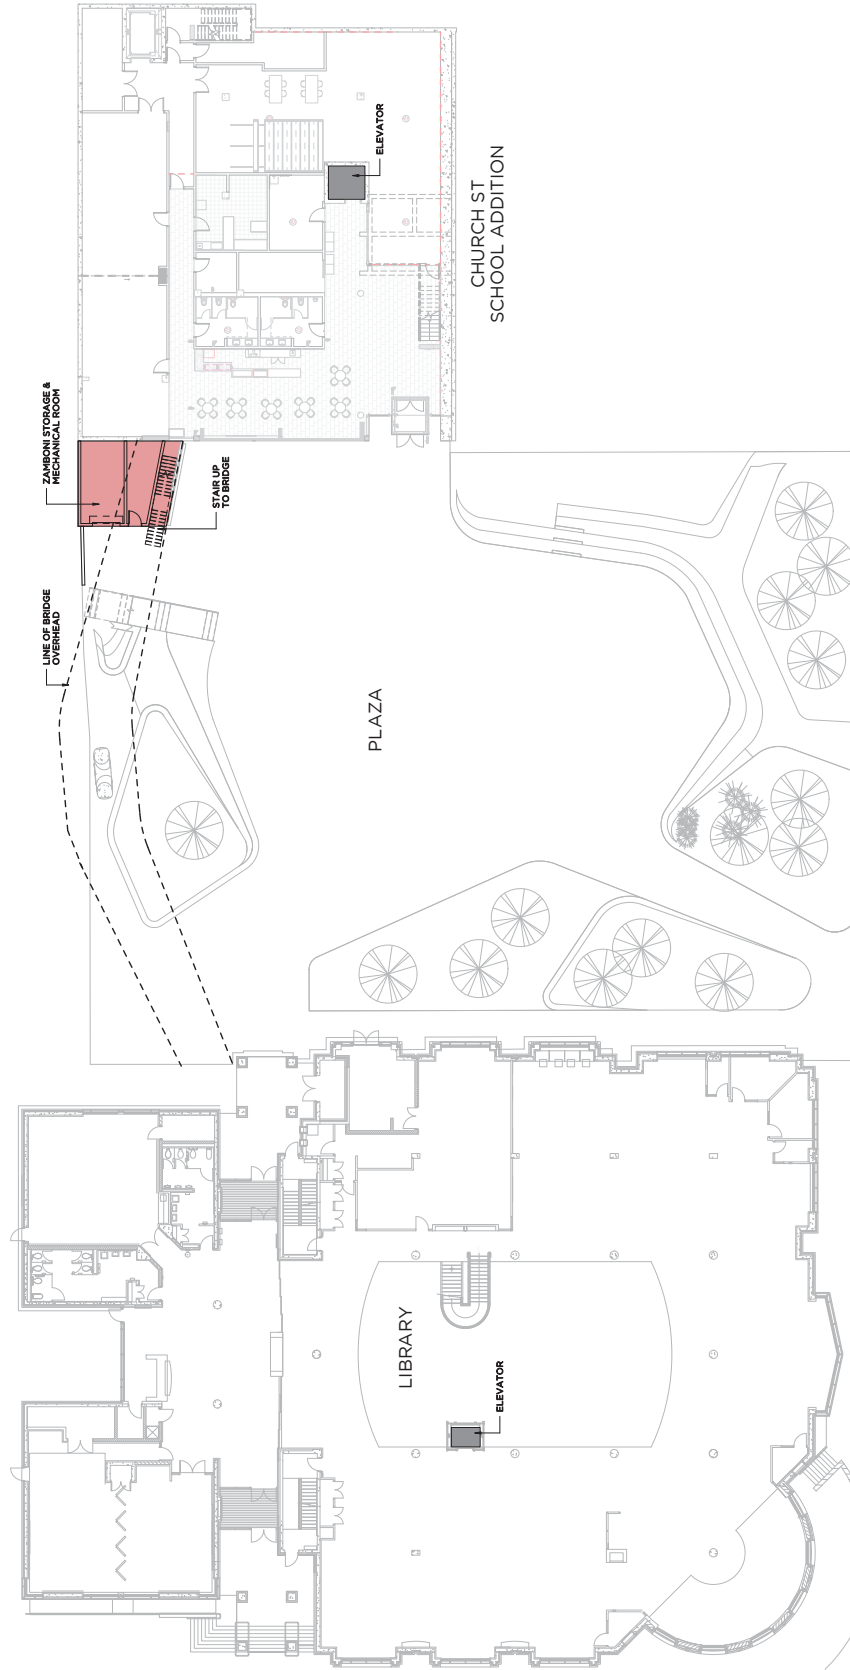 ELEVATOR
CHURCH ST
SCHOOL ADDITION
ZAMBONI STORAGE &
MECHANICAL ROOM
STAIR UP
TO BRIDGE
LINE OF BRIDGE
OVERHEAD
PLAZA
LIBRARY
ELEVATOR